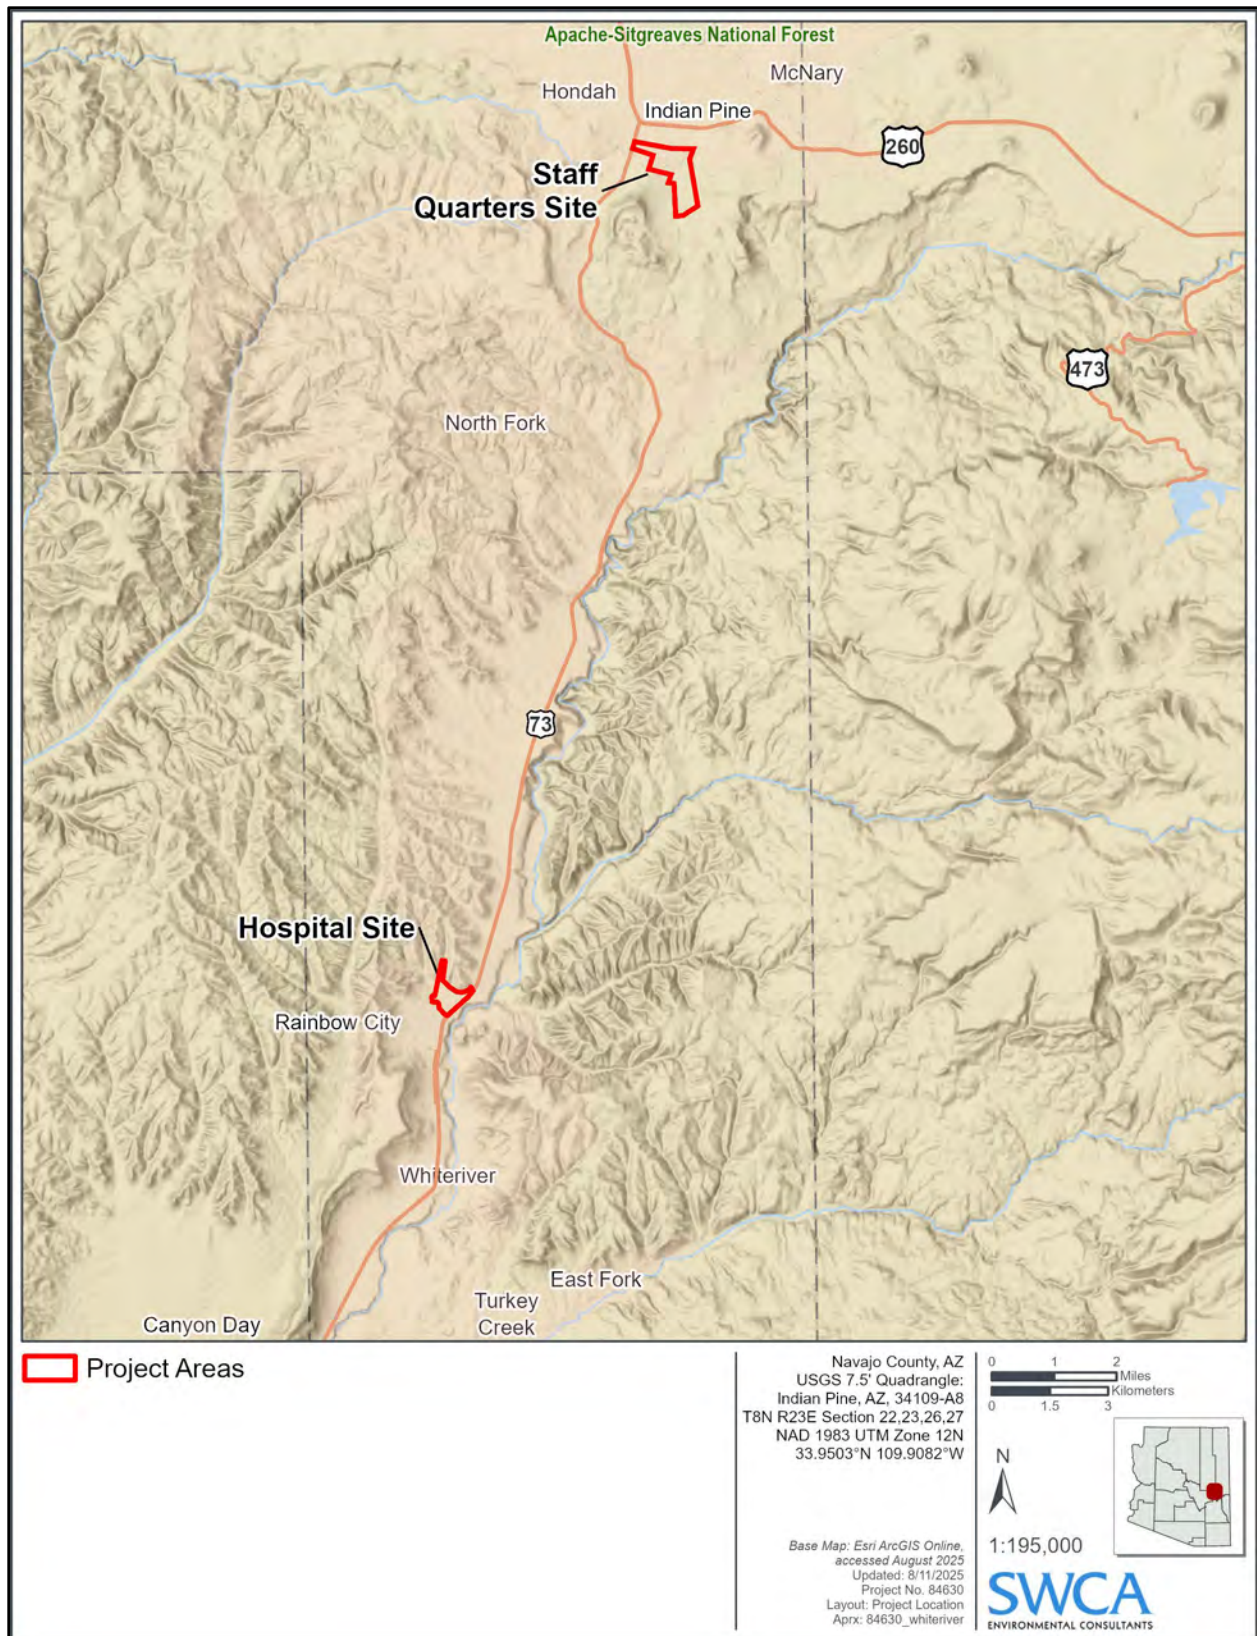 Apache-Sitgreaves National Forest
McNary
Hondah
Indian Pine
260
Staff
Quarters Site
473
North Fork
73
Hospital Site
Rainbow City
Whiteriver
East Fork
Turkey
Creek
Canyon Day
Project Areas
Navajo County, AZ
USGS 7.5' Quadrangle:
Indian Pine, AZ, 34109-A8
T8N R23E Section 22,23,26,27
NAD 1983 UTM Zone 12N
33.9503°N 109.9082°W
Base Map: Esri ArcGIS Online,
accessed August 2025
Updated: 8/11/2025
Project No. 84630
Layout: Project Location
Aprx: 84630_whiteriver
0 1 2
Miles
Kilometers
0 1.5 3
N
1:195,000
SWCA
ENVIRONMENTAL CONSULTANTS